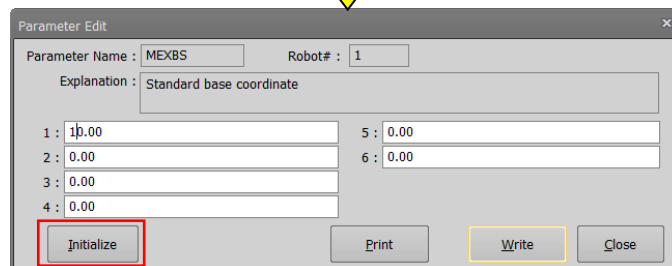 Parameter Edit x
Parameter Name : MEXBS Robot# : 1
Explanation : Standard base coordinate
1 : 10.00 5 : 0.00
2 : 0.00 6 : 0.00
3 : 0.00
4 : 0.00
Initialize Print Write Close